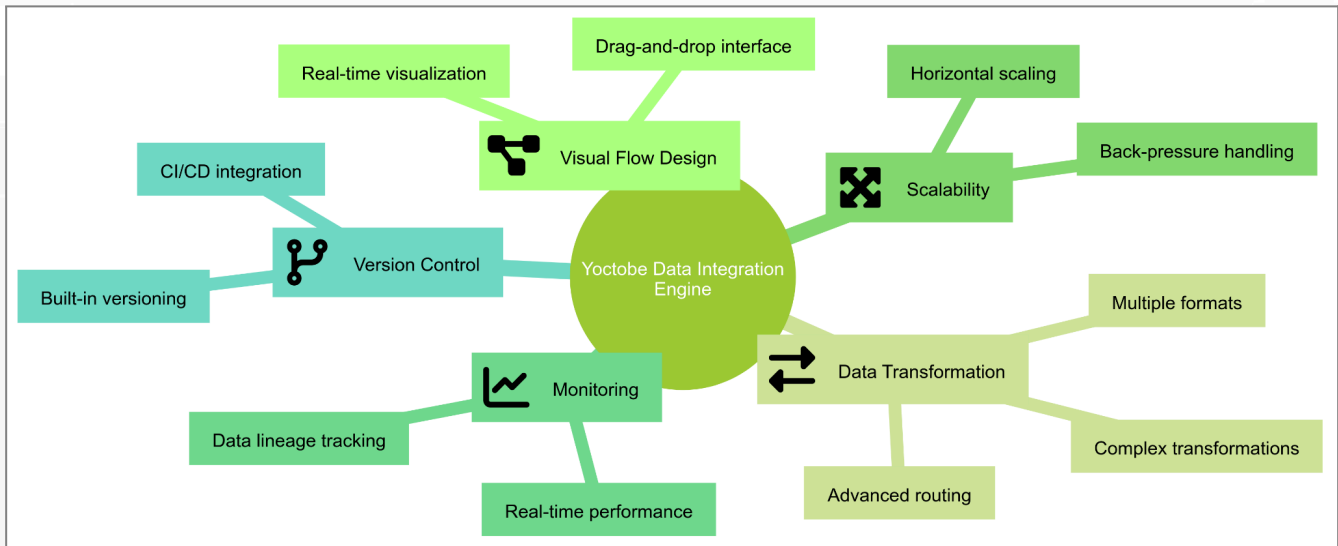 Drag-and-drop interface
Real-time visualization
Horizontal scaling
Visual Flow Design
Back-pressure handling
CI/CD integration
Scalability
Version Control
Yoctobe Data Integration
Engine
Built-in versioning
Multiple formats
Monitoring
Data Transformation
Data lineage tracking
Complex transformations
Advanced routing
Real-time performance